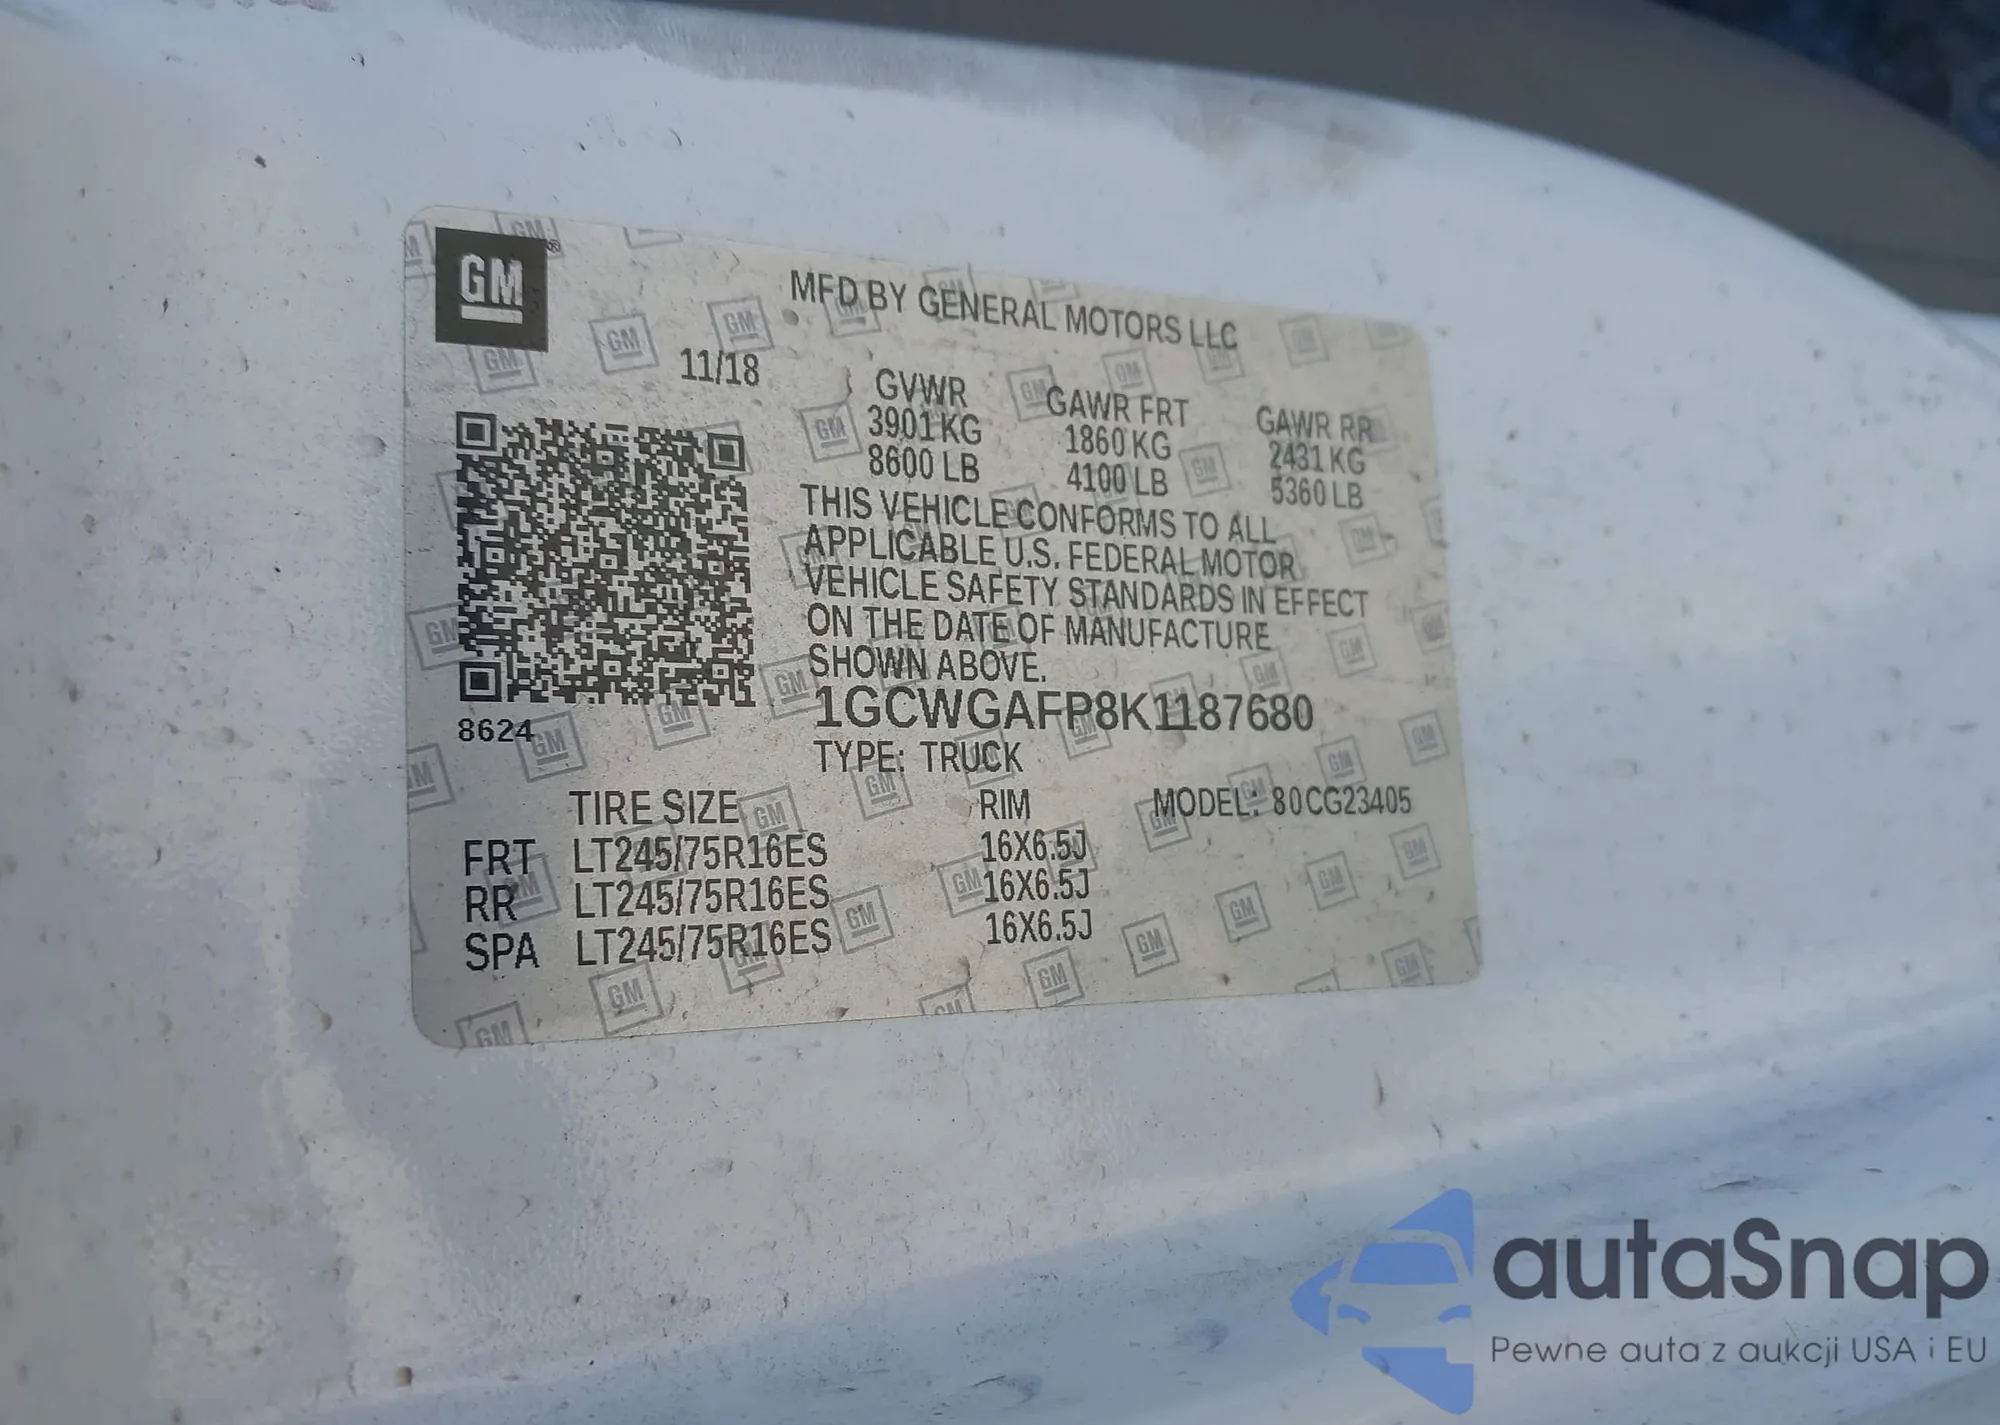 GM
MFD BY GENERAL MOTORS LLC
11/18
GVWR GAWR FRT GAWR RR
3901 KG 1860 KG 2431 KG
8600 LB 4100 LB 5360 LB
THIS VEHICLE CONFORMS TO ALL
APPLICABLE U.S. FEDERAL MOTOR
VEHICLE SAFETY STANDARDS IN EFFECT
ON THE DATE OF MANUFACTURE
SHOWN ABOVE.
1GCWGAFP8K1187680
8624
TYPE: TRUCK
TIRE SIZE RIM MODEL: 80CG23405
FRT LT245/75R16ES 16X6.5J
RR LT245/75R16ES 16X6.5J
SPA LT245/75R16ES 16X6.5J
autaSnap
Pewne auta z aukcji USA i EU